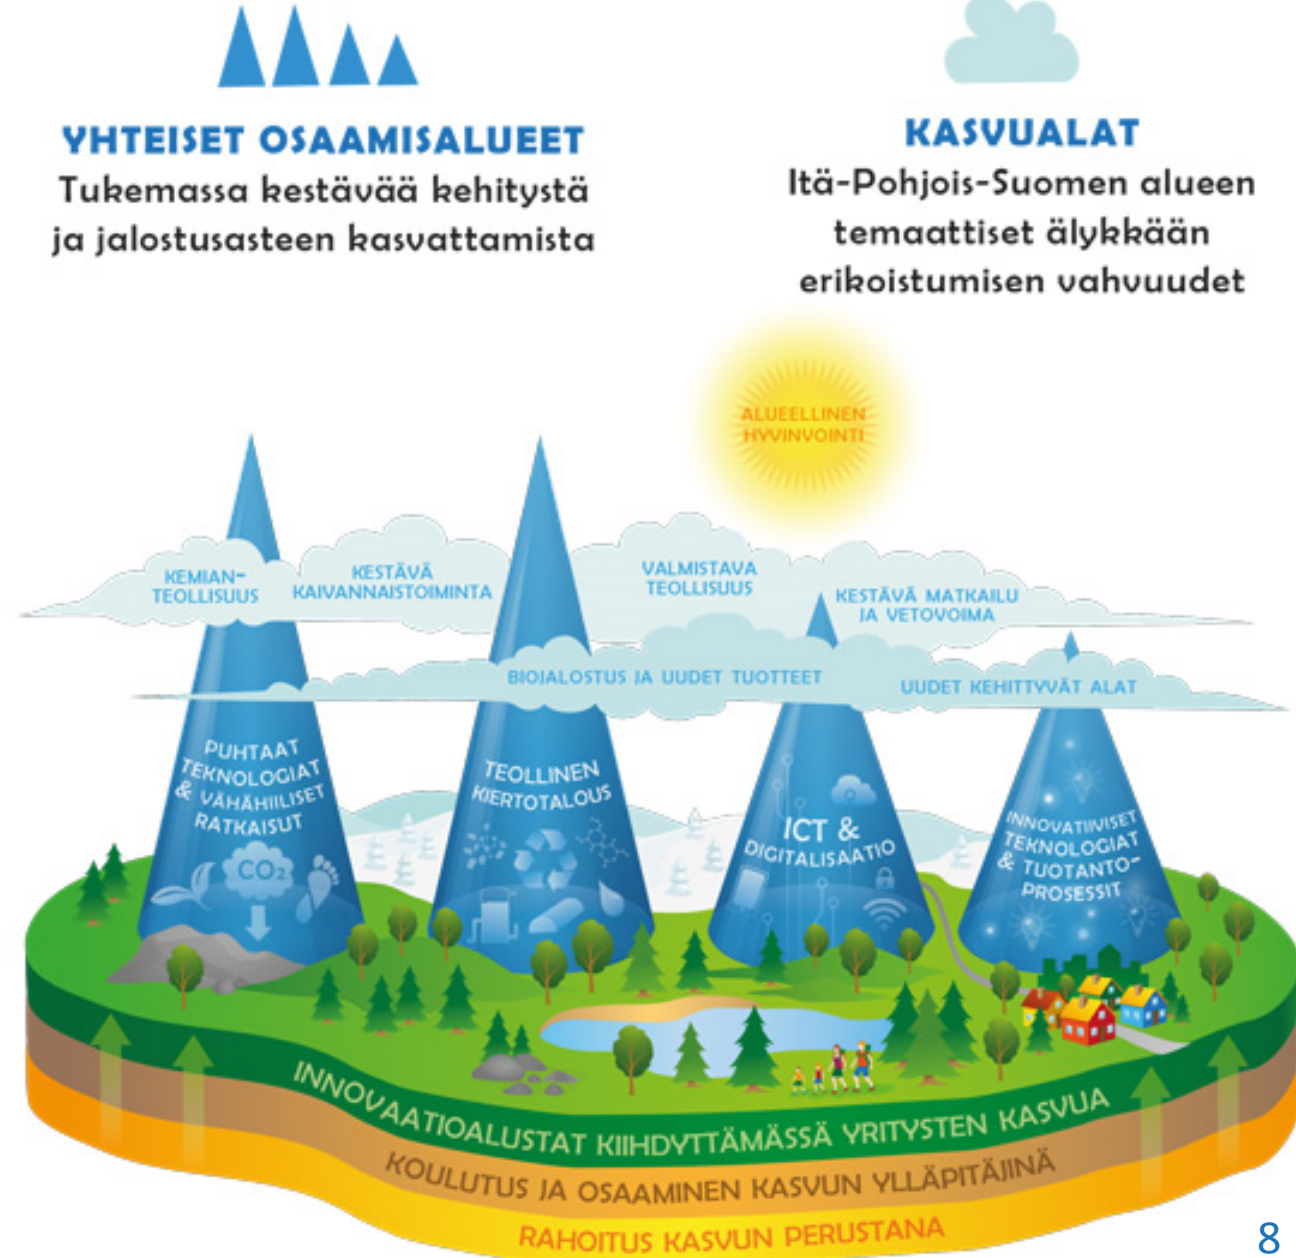 YHTEISET OSAAMISALUEET
Tukemassa kestävää kehitystä
ja jalostusasteen kasvattamista
KASVUALAT
Itä-Pohjois-Suomen alueen
temaattiset älykkään
erikoistumisen vahvuudet
ALUEELLINEN
HYVINVOINTI
KEMIAN-
TEOLLISUUS
KESTÄVÄ
KAIVANNAISTOIMINTA
VALMISTAVA
TEOLLISUUS
KESTÄVÄ MATKAILU
JA VETOVOIMA
BIOJALOSTUS JA UUDET TUOTTEET
UUDET KEHITTYVÄT ALAT
PUHTAAT
TEKNOLOGIAT
& VÄHÄHIILISET
RATKAISUT
CO₂
TEOLLINEN
KIERTOTALOUS
ICT &
DIGITALISAATIO
INNOVATIIVISET
TEKNOLOGIAT
& TUOTANTO-
PROSESSIT
INNOVAATIOALUSTAT KIIHDYTTÄMÄSSÄ YRITYSTEN KASVUA
KOULUTUS JA OSAAMINEN KASVUN YLLÄPITÄJINÄ
RAHOITUS KASVUN PERUSTANA
8